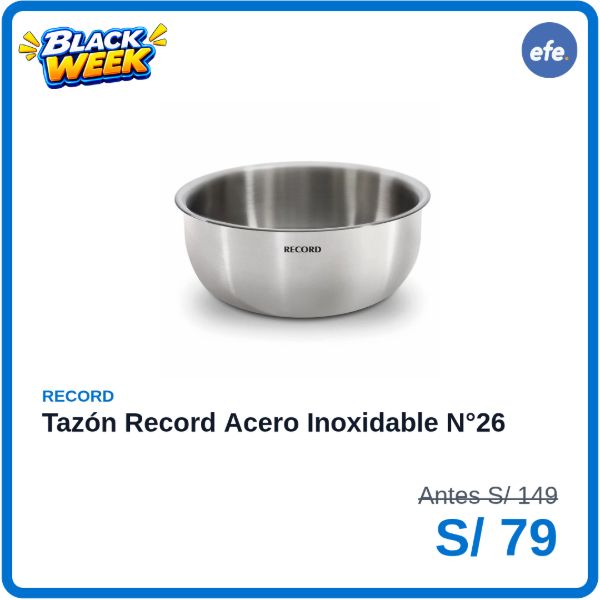 BLACK
WEEK
efe.
RECORD
RECORD
Tazón Record Acero Inoxidable N°26
Antes S/ 149
S/ 79